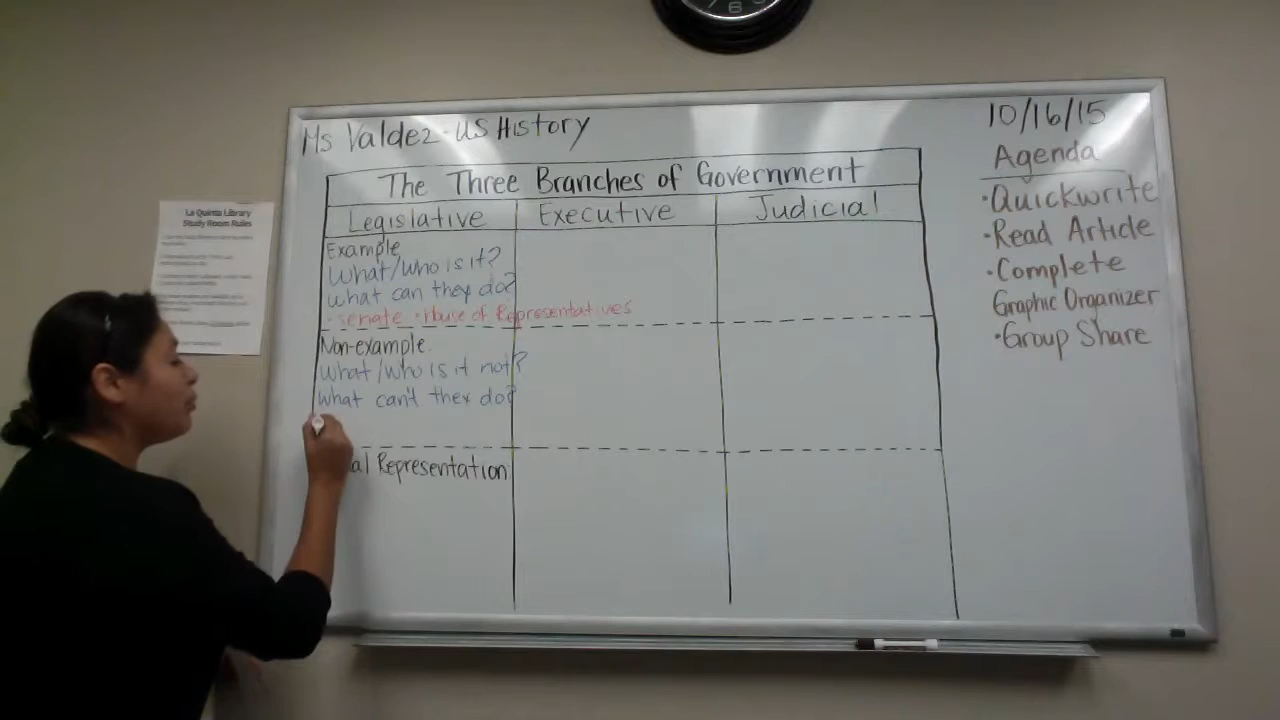 Ms Valdez - US History
The Three Branches of Government
Legislative
Executive
Judicial
Example
What/Who is it?
What can they do?
• senate • House of Representatives
Non-example.
What/Who is it not?
What can't they do?
al Representation
10/16/15
Agenda
• Quickwrite
• Read Article
• Complete
Graphic Organizer
• Group Share
La Quinta Library
Study Room Rules
6